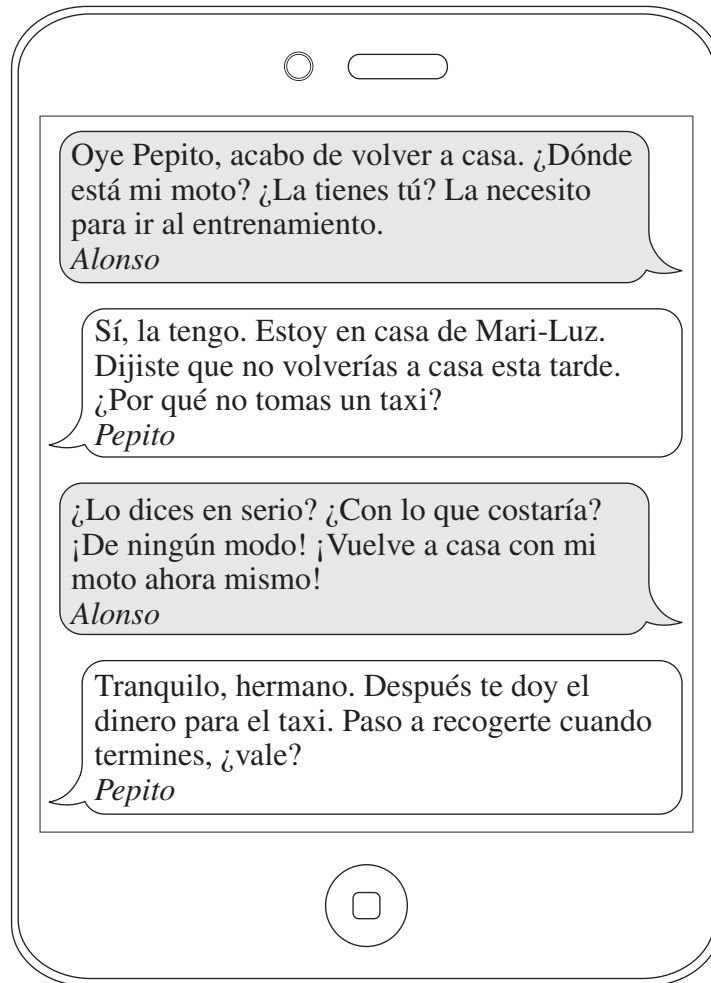 Oye Pepito, acabo de volver a casa. ¿Dónde
está mi moto? ¿La tienes tú? La necesito
para ir al entrenamiento.
Alonso
Sí, la tengo. Estoy en casa de Mari-Luz.
Dijiste que no volverías a casa esta tarde.
¿Por qué no tomas un taxi?
Pepito
¿Lo dices en serio? ¿Con lo que costaría?
¡De ningún modo! ¡Vuelve a casa con mi
moto ahora mismo!
Alonso
Tranquilo, hermano. Después te doy el
dinero para el taxi. Paso a recogerte cuando
termines, ¿vale?
Pepito